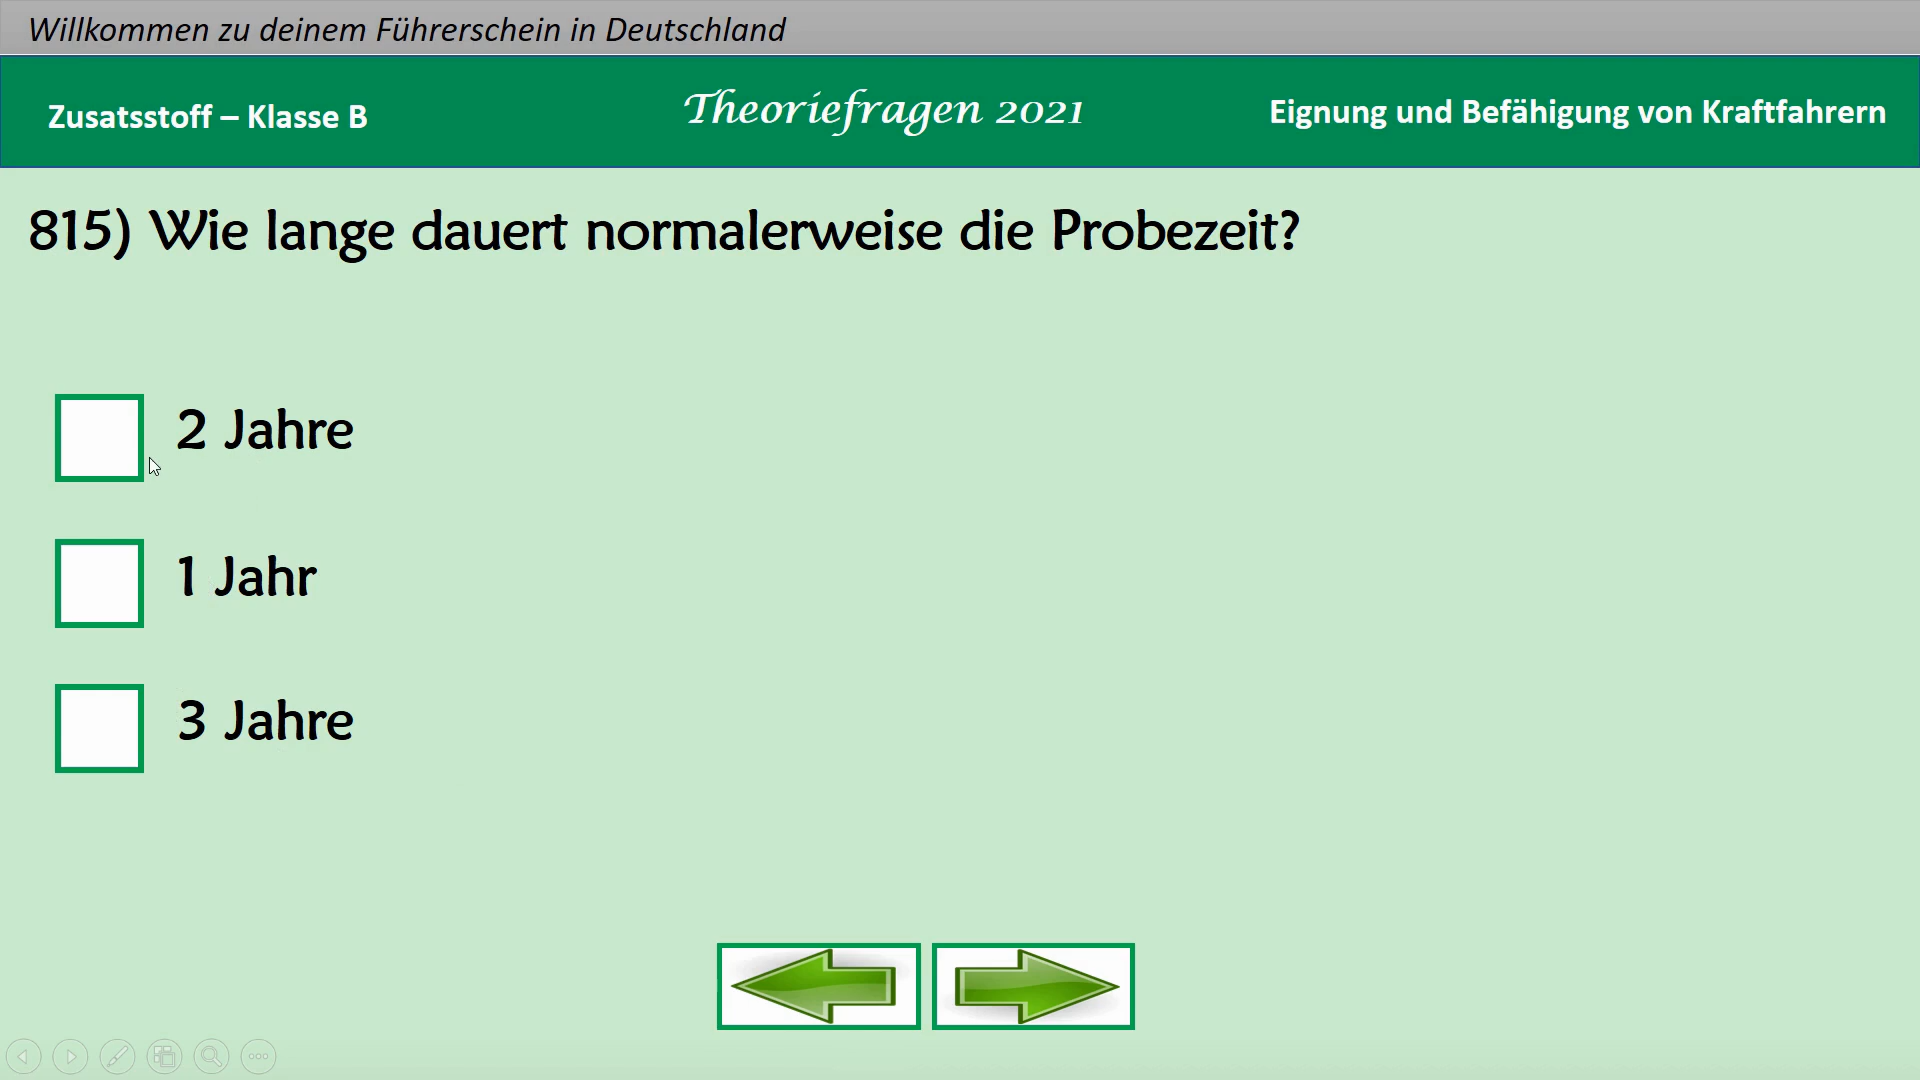 Willkommen zu deinem Führerschein in Deutschland
Zusatsstoff – Klasse B
Theoriefragen 2021
Eignung und Befähigung von Kraftfahrern
815) Wie lange dauert normalerweise die Probezeit?
2 Jahre
1 Jahr
3 Jahre